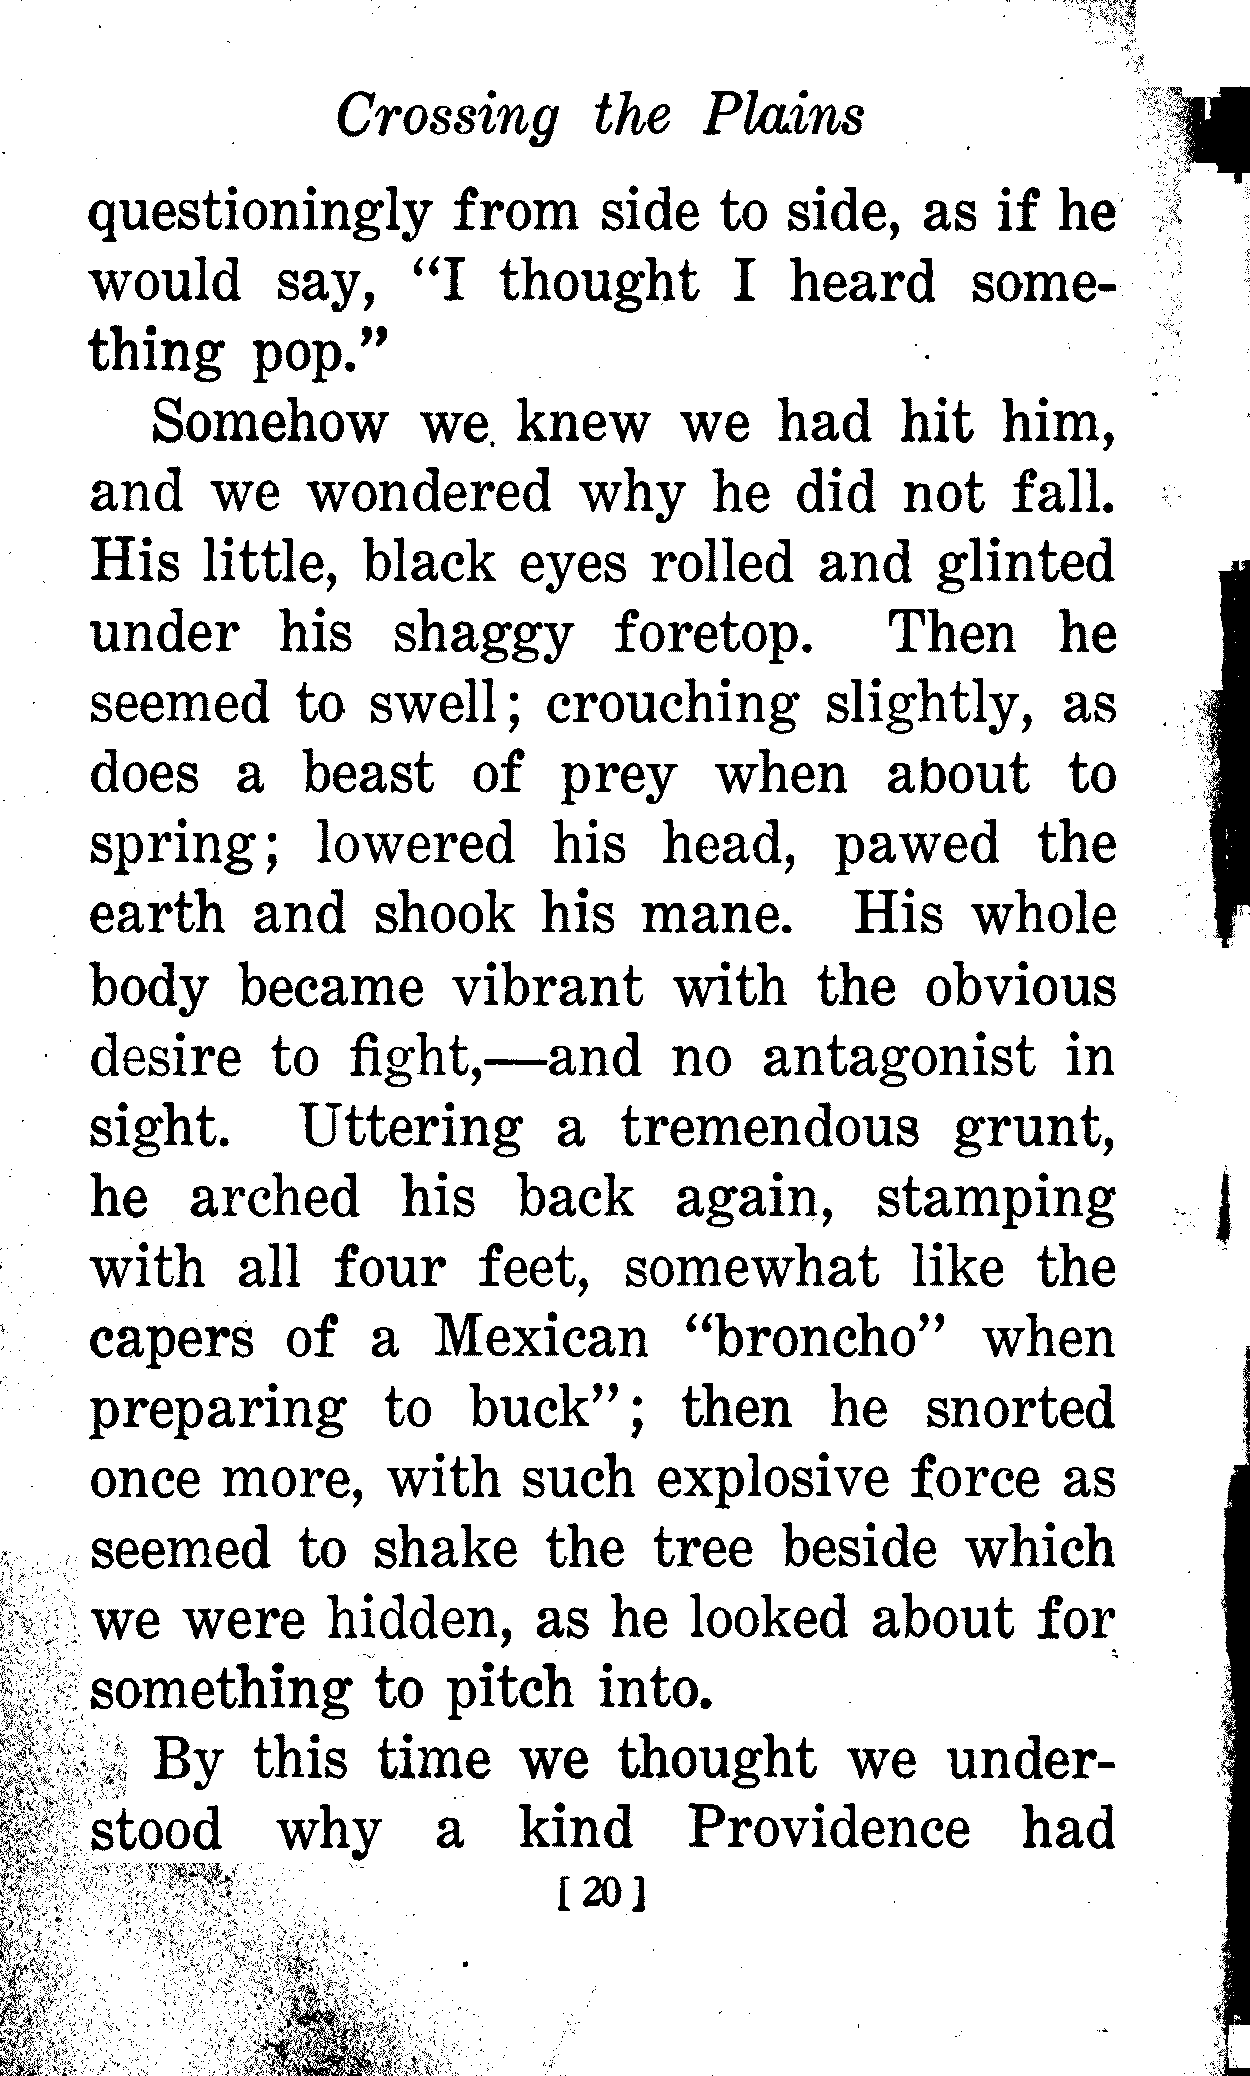 Crossing the Plains
questioningly from side to side, as if he
would say, “I thought I heard some-
thing pop.”
Somehow we knew we had hit him,
and we wondered why he did not fall.
His little, black eyes rolled and glinted
under his shaggy foretop. Then he
seemed to swell; crouching slightly, as
does a beast of prey when about to
spring; lowered his head, pawed the
earth and shook his mane. His whole
body became vibrant with the obvious
desire to fight,—and no antagonist in
sight. Uttering a tremendous grunt,
he arched his back again, stamping
with all four feet, somewhat like the
capers of a Mexican “broncho” when
preparing to buck”; then he snorted
once more, with such explosive force as
seemed to shake the tree beside which
we were hidden, as he looked about for
something to pitch into.
By this time we thought we under-
stood why a kind Providence had
[20]